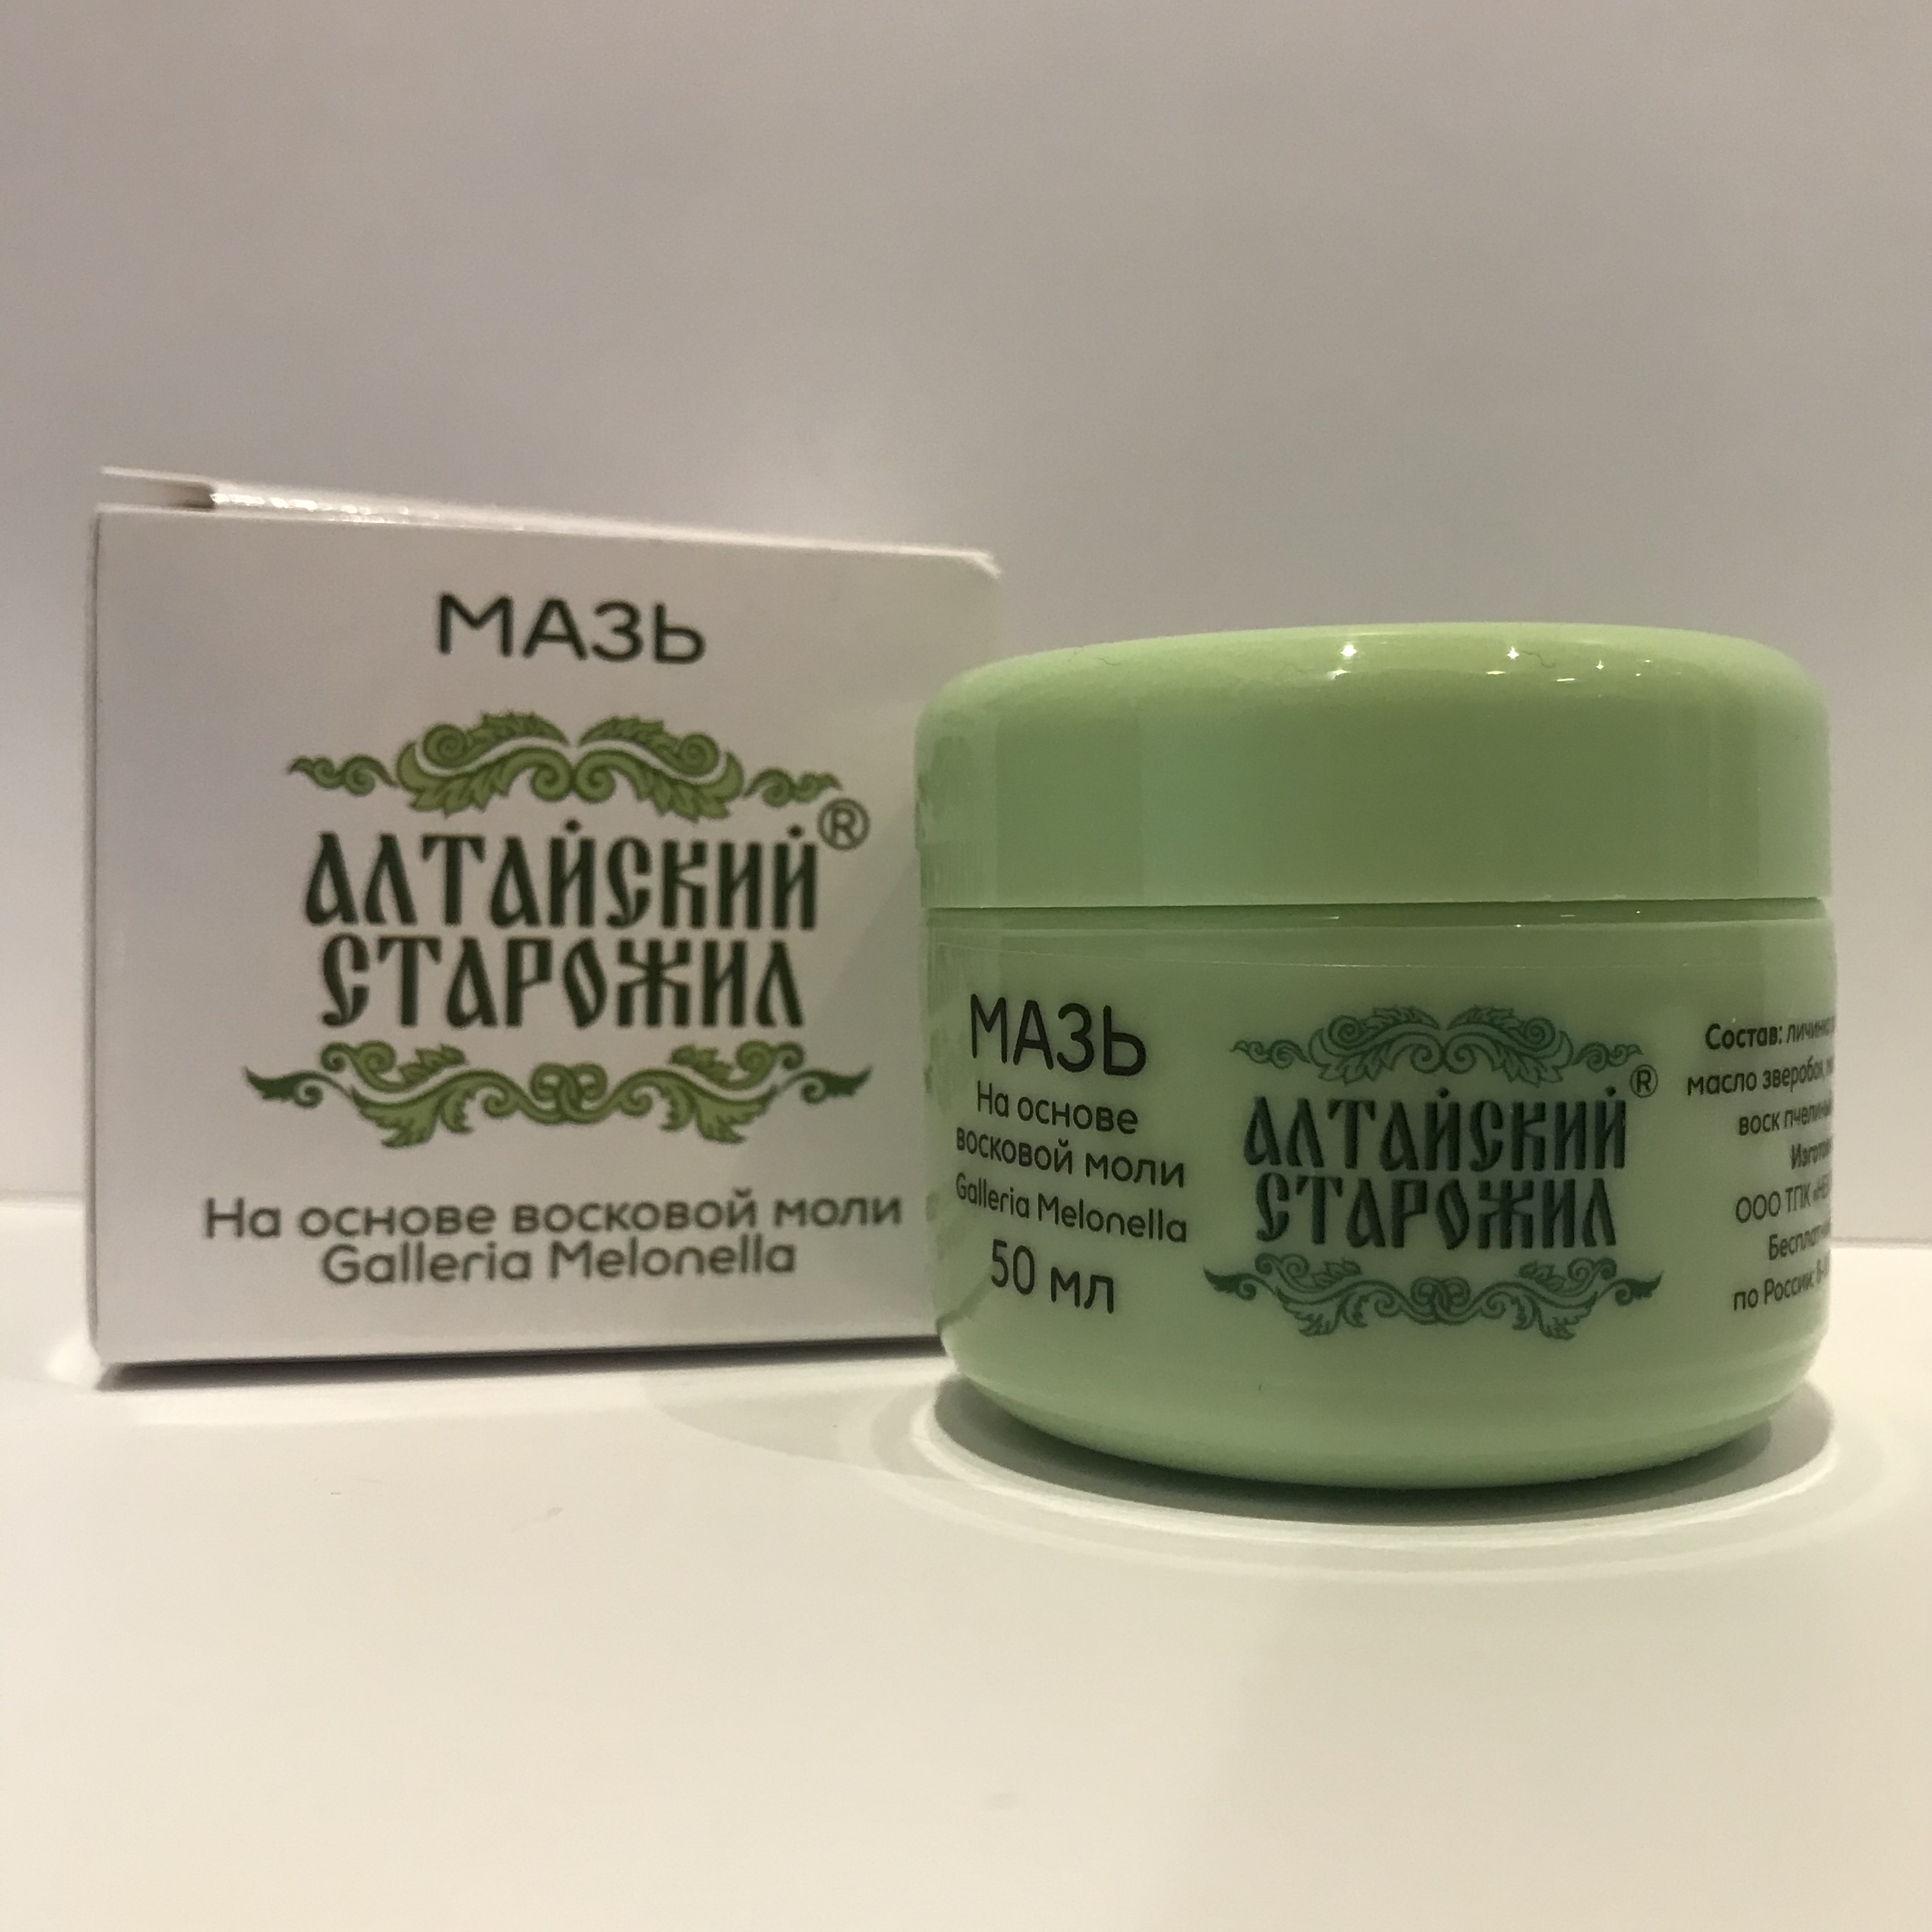 МАЗЬ
АЛТАЙСКИЙ®
СТАРОЖИЛ
На основе восковой моли
Galleria Melonella
МАЗЬ
На основе
восковой моли
Galleria Melonella
50 мл
АЛТАЙСКИЙ®
СТАРОЖИЛ
Состав:
масло зверобоя,
воск
ООО ТПК
по России: